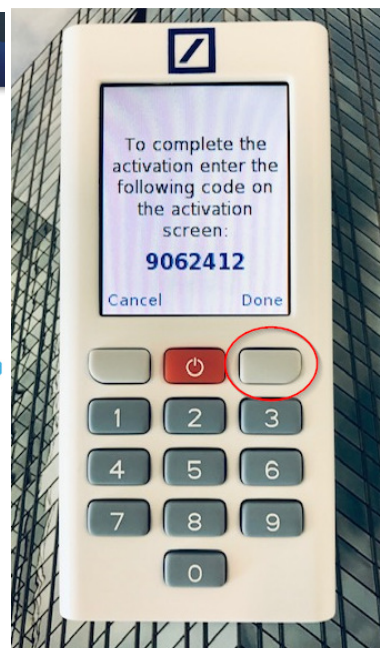 To complete the
activation enter the
following code on
the activation
screen:
9062412
Cancel Done
1 2 3
4 5 6
7 8 9
0